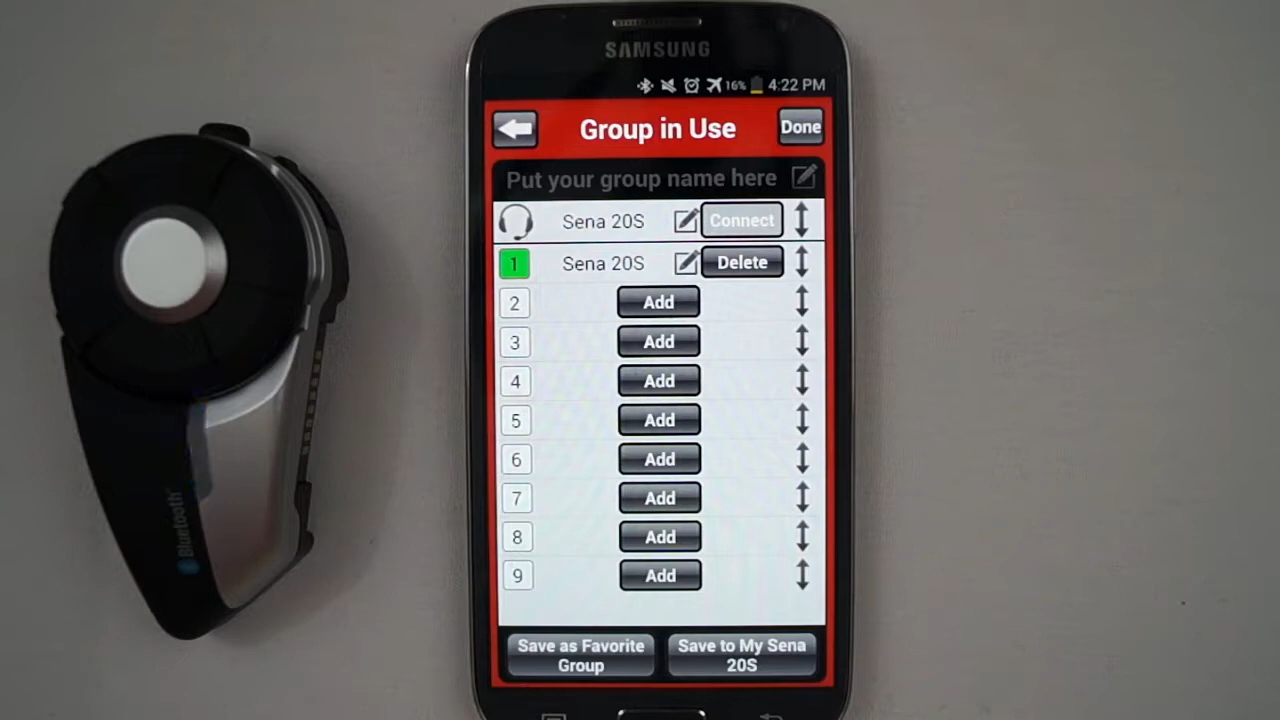 SAMSUNG
16% 4:22 PM
Group in Use
Done
Put your group name here
Sena 20S
Connect
1
Sena 20S
Delete
2
Add
3
Add
4
Add
5
Add
6
Add
7
Add
8
Add
9
Add
Save as Favorite
Group
Save to My Sena
20S
Bluetooth